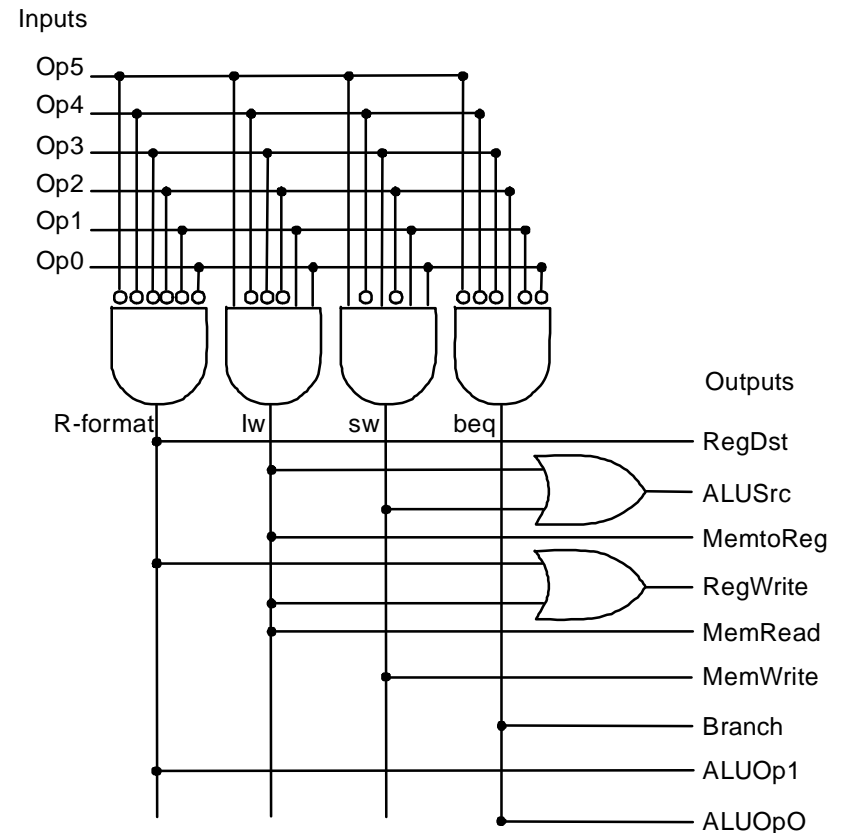 Inputs
Op5
Op4
Op3
Op2
Op1
Op0
Outputs
R-format
lw
sw
beq
RegDst
ALUSrc
MemtoReg
RegWrite
MemRead
MemWrite
Branch
ALUOp1
ALUOpO